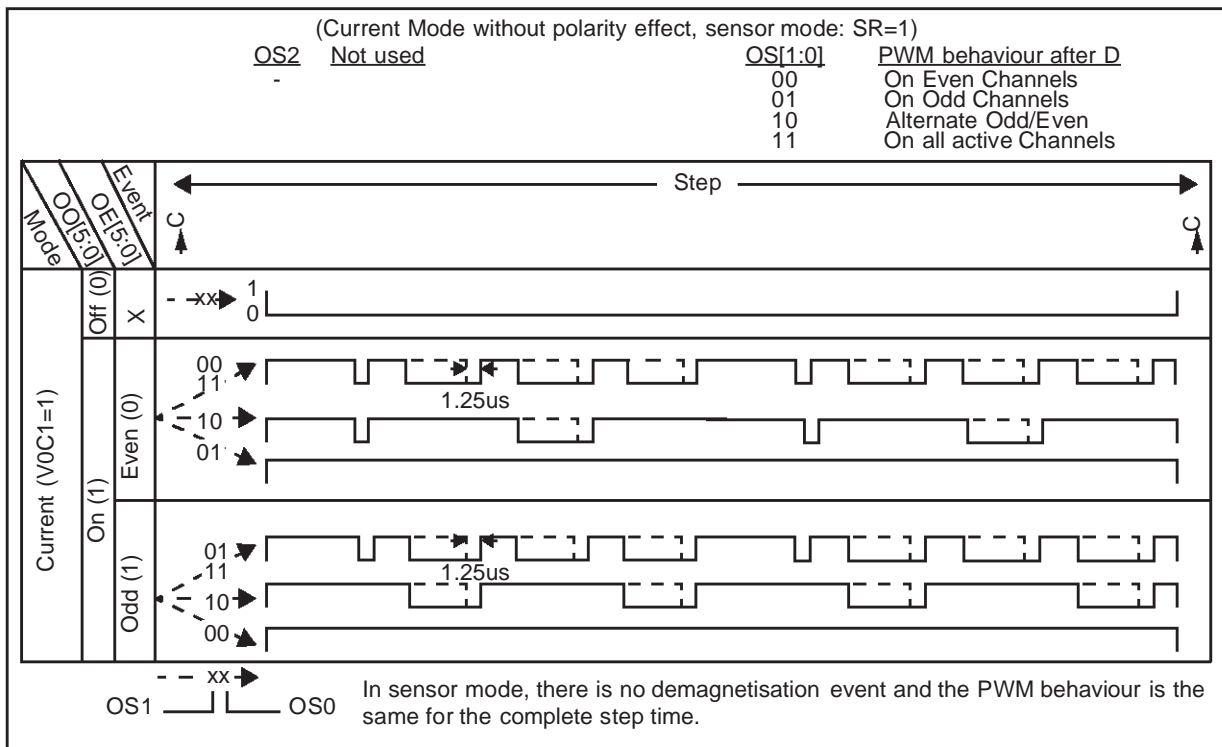 (Current Mode without polarity effect, sensor mode: SR=1)
OS2 Not used OS[1:0] PWM behaviour after D
- 00 On Even Channels
01 On Odd Channels
10 Alternate Odd/Even
11 On all active Channels
Mode OO[5:0] OE[5:0] Event
Step
C C
Current (V0C1=1)
Off (0)
X
xx
1
0
On (1)
Even (0)
00
11
1.25us
10
01
Odd (1)
01
11
1.25us
10
00
xx
OS1 OS0
In sensor mode, there is no demagnetisation event and the PWM behaviour is the
same for the complete step time.